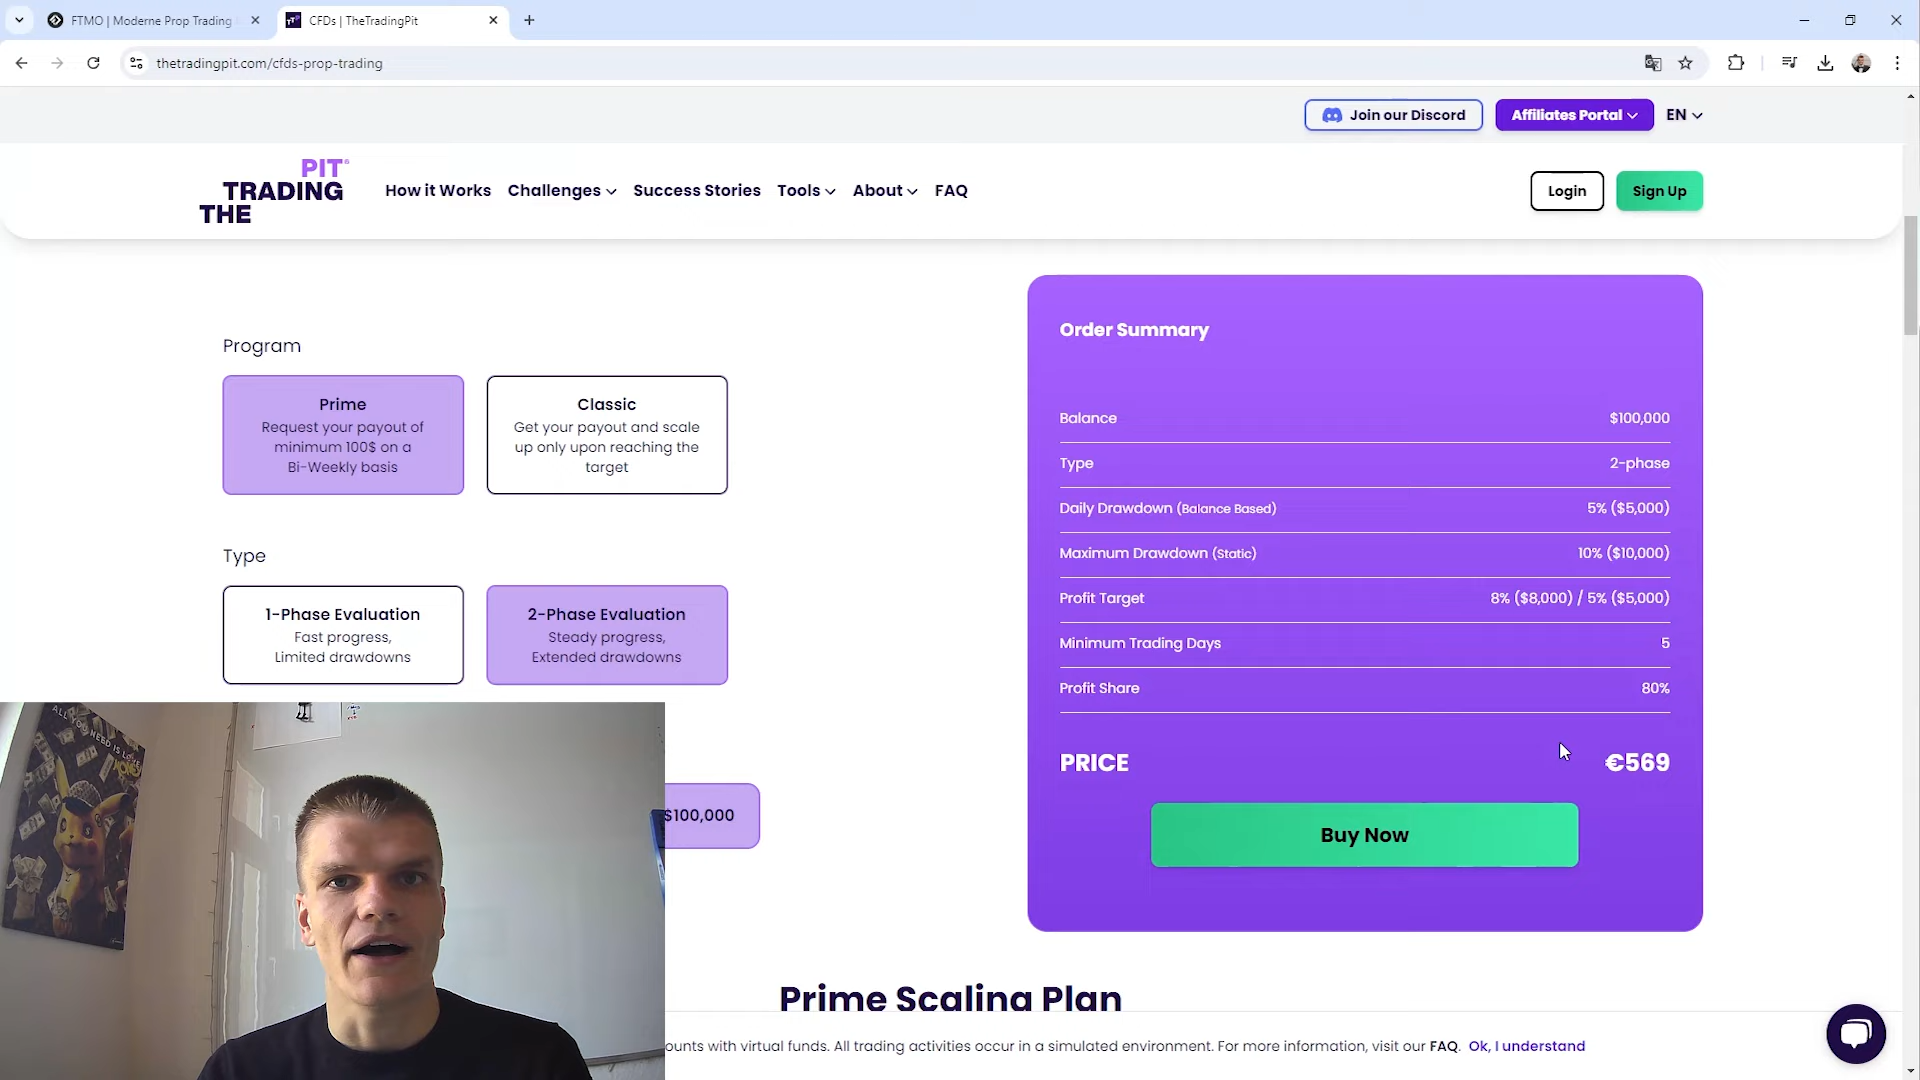 FTMO | Moderne Prop Trading
CFDs | TheTradingPit
thetradingpit.com/cfds-prop-trading
Join our Discord
Affiliates Portal
EN
PIT
TRADING
THE
How it Works
Challenges
Success Stories
Tools
About
FAQ
Login
Sign Up
Program
Prime
Request your payout of
minimum 100$ on a
Bi-Weekly basis
Classic
Get your payout and scale
up only upon reaching the
target
Type
1-Phase Evaluation
Fast progress,
Limited drawdowns
2-Phase Evaluation
Steady progress,
Extended drawdowns
$100,000
Order Summary
Balance $100,000
Type 2-phase
Daily Drawdown (Balance Based) 5% ($5,000)
Maximum Drawdown (Static) 10% ($10,000)
Profit Target 8% ($8,000) / 5% ($5,000)
Minimum Trading Days 5
Profit Share 80%
PRICE €569
Buy Now
Prime Scaling Plan
ounts with virtual funds. All trading activities occur in a simulated environment. For more information, visit our FAQ. Ok, I understand
ALL YOU NEED IS LOVE
MONEY